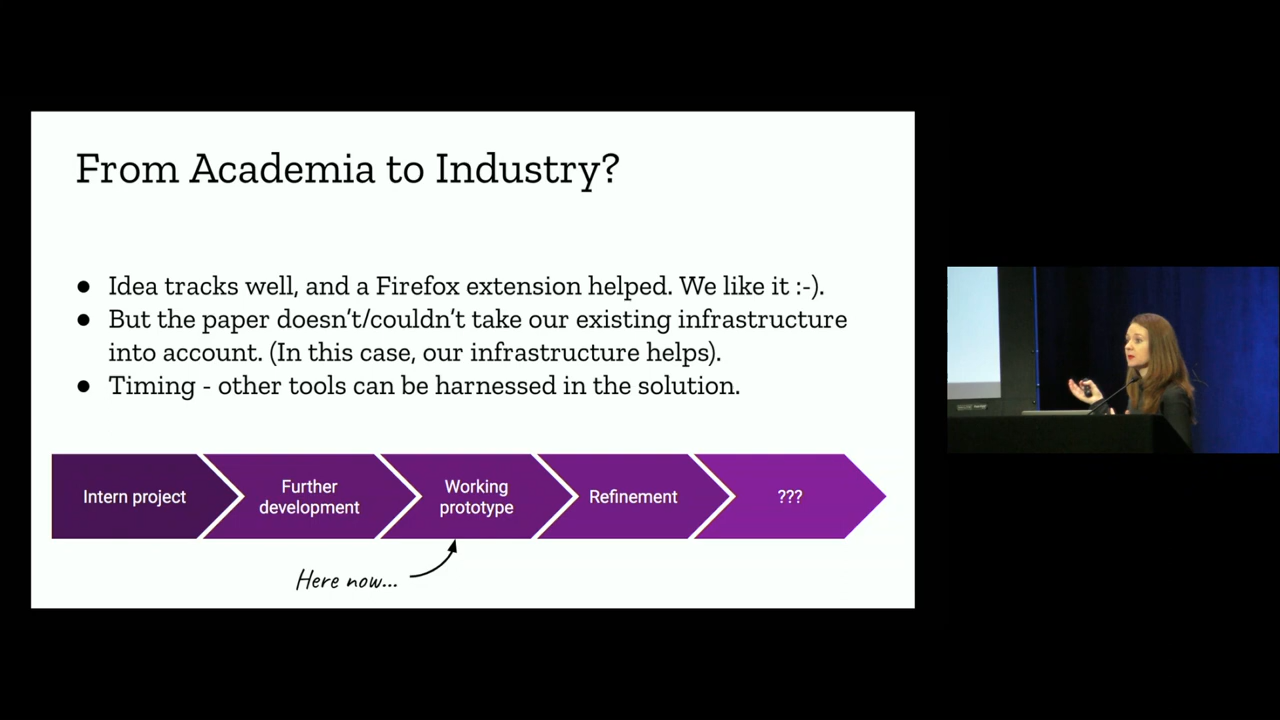 From Academia to Industry?
● Idea tracks well, and a Firefox extension helped. We like it :-).
● But the paper doesn't/couldn't take our existing infrastructure
into account. (In this case, our infrastructure helps).
● Timing - other tools can be harnessed in the solution.
Intern project
Further
development
Working
prototype
Refinement
???
Here now...